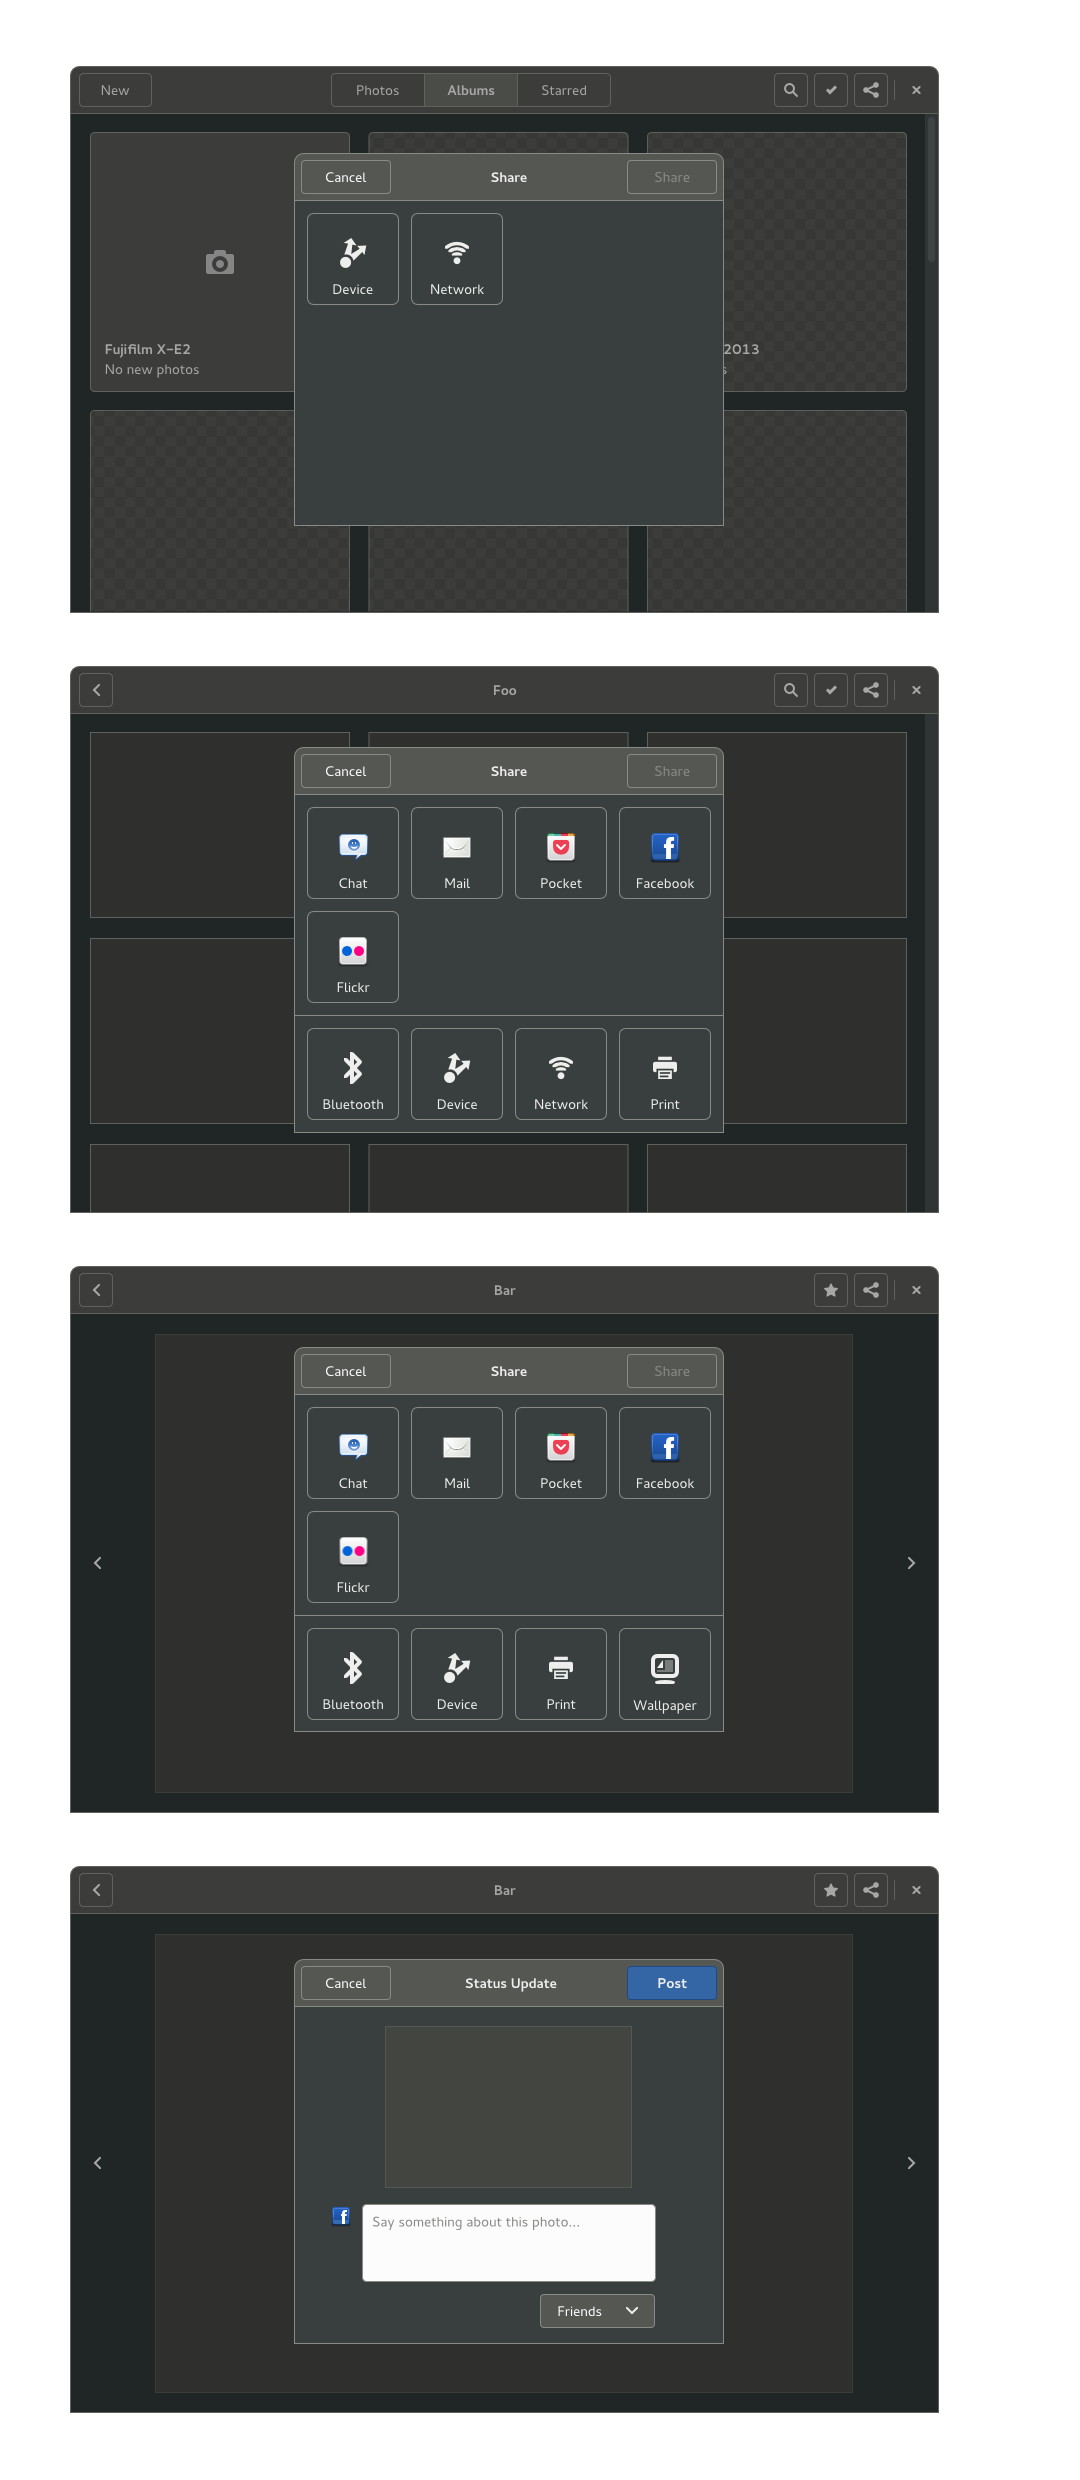 New
Photos Albums Starred
Cancel Share Share
Device Network
Fujifilm X-E2
No new photos
2013
s
Foo
Cancel Share Share
Chat Mail Pocket Facebook
Flickr
Bluetooth Device Network Print
Bar
Cancel Share Share
Chat Mail Pocket Facebook
Flickr
Bluetooth Device Print Wallpaper
Bar
Cancel Status Update Post
Say something about this photo...
Friends